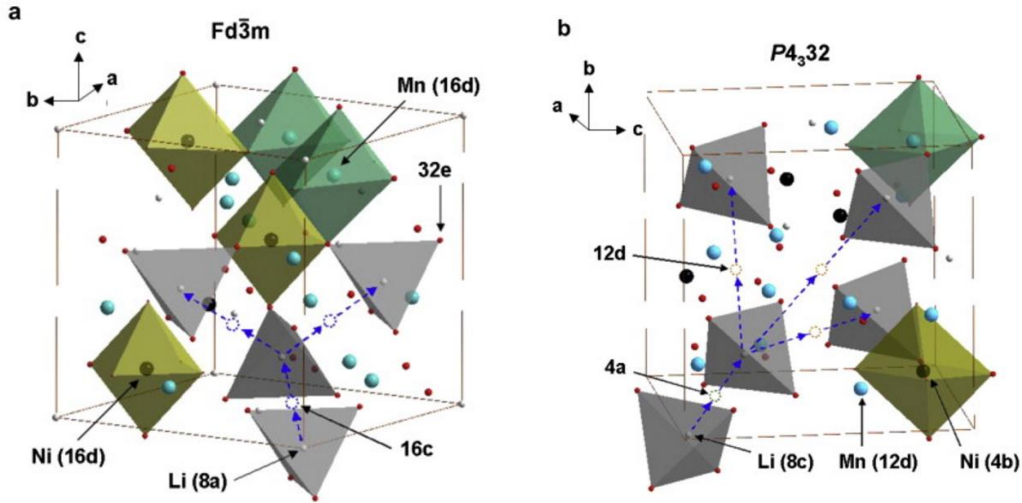 a
Fd3̅m
c
a
b
Mn (16d)
32e
Ni (16d)
Li (8a)
16c
b
P4₃32
b
a
c
12d
4a
Li (8c)
Mn (12d)
Ni (4b)